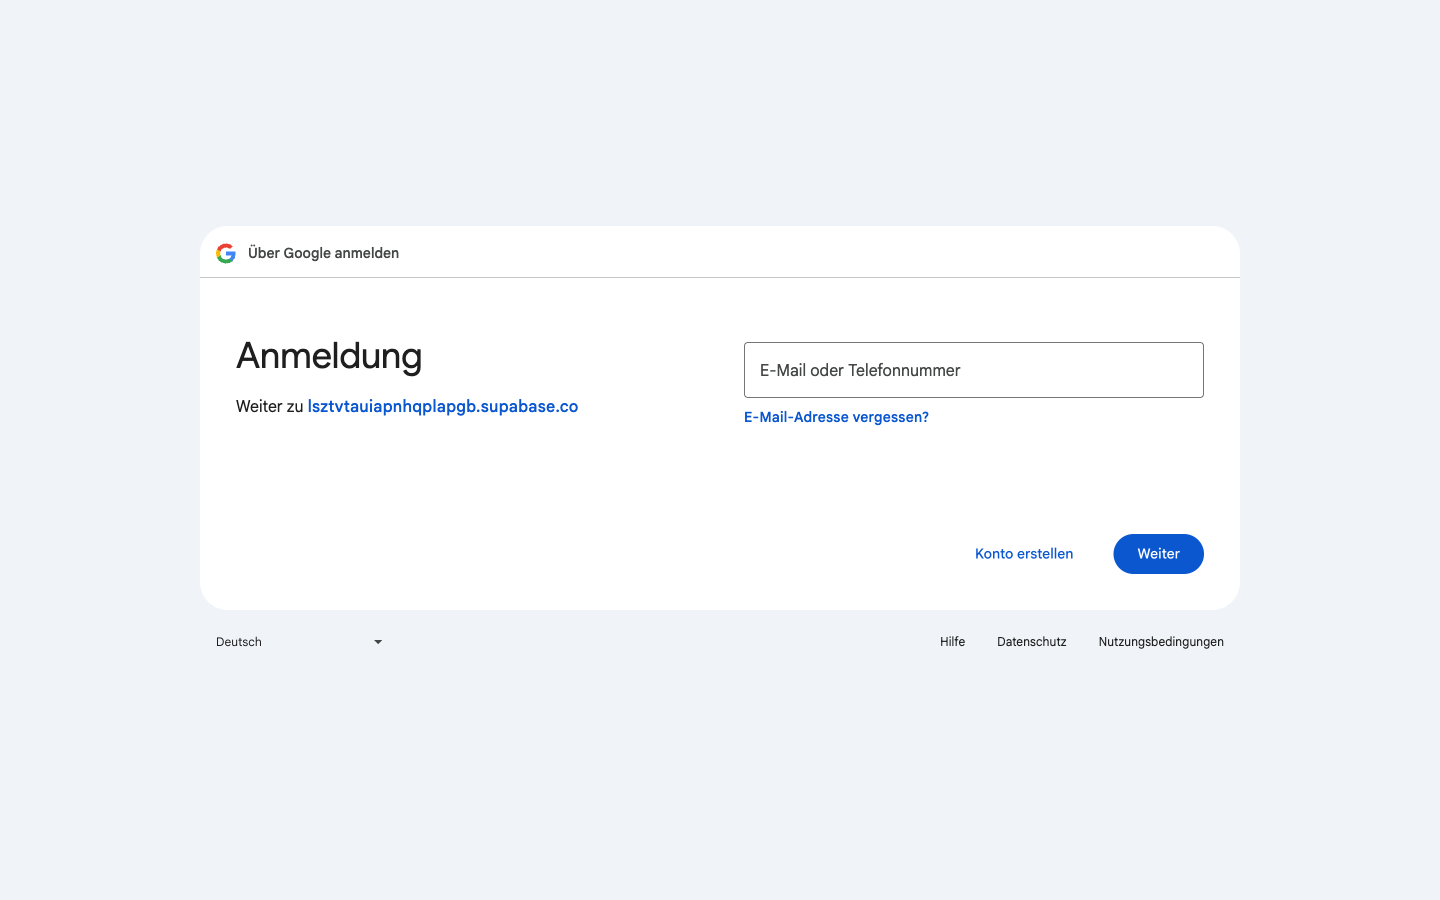 Über Google anmelden
Anmeldung
Weiter zu lsztvtauiapnhqplapgb.supabase.co
E-Mail oder Telefonnummer
E-Mail-Adresse vergessen?
Konto erstellen
Weiter
Deutsch
Hilfe
Datenschutz
Nutzungsbedingungen